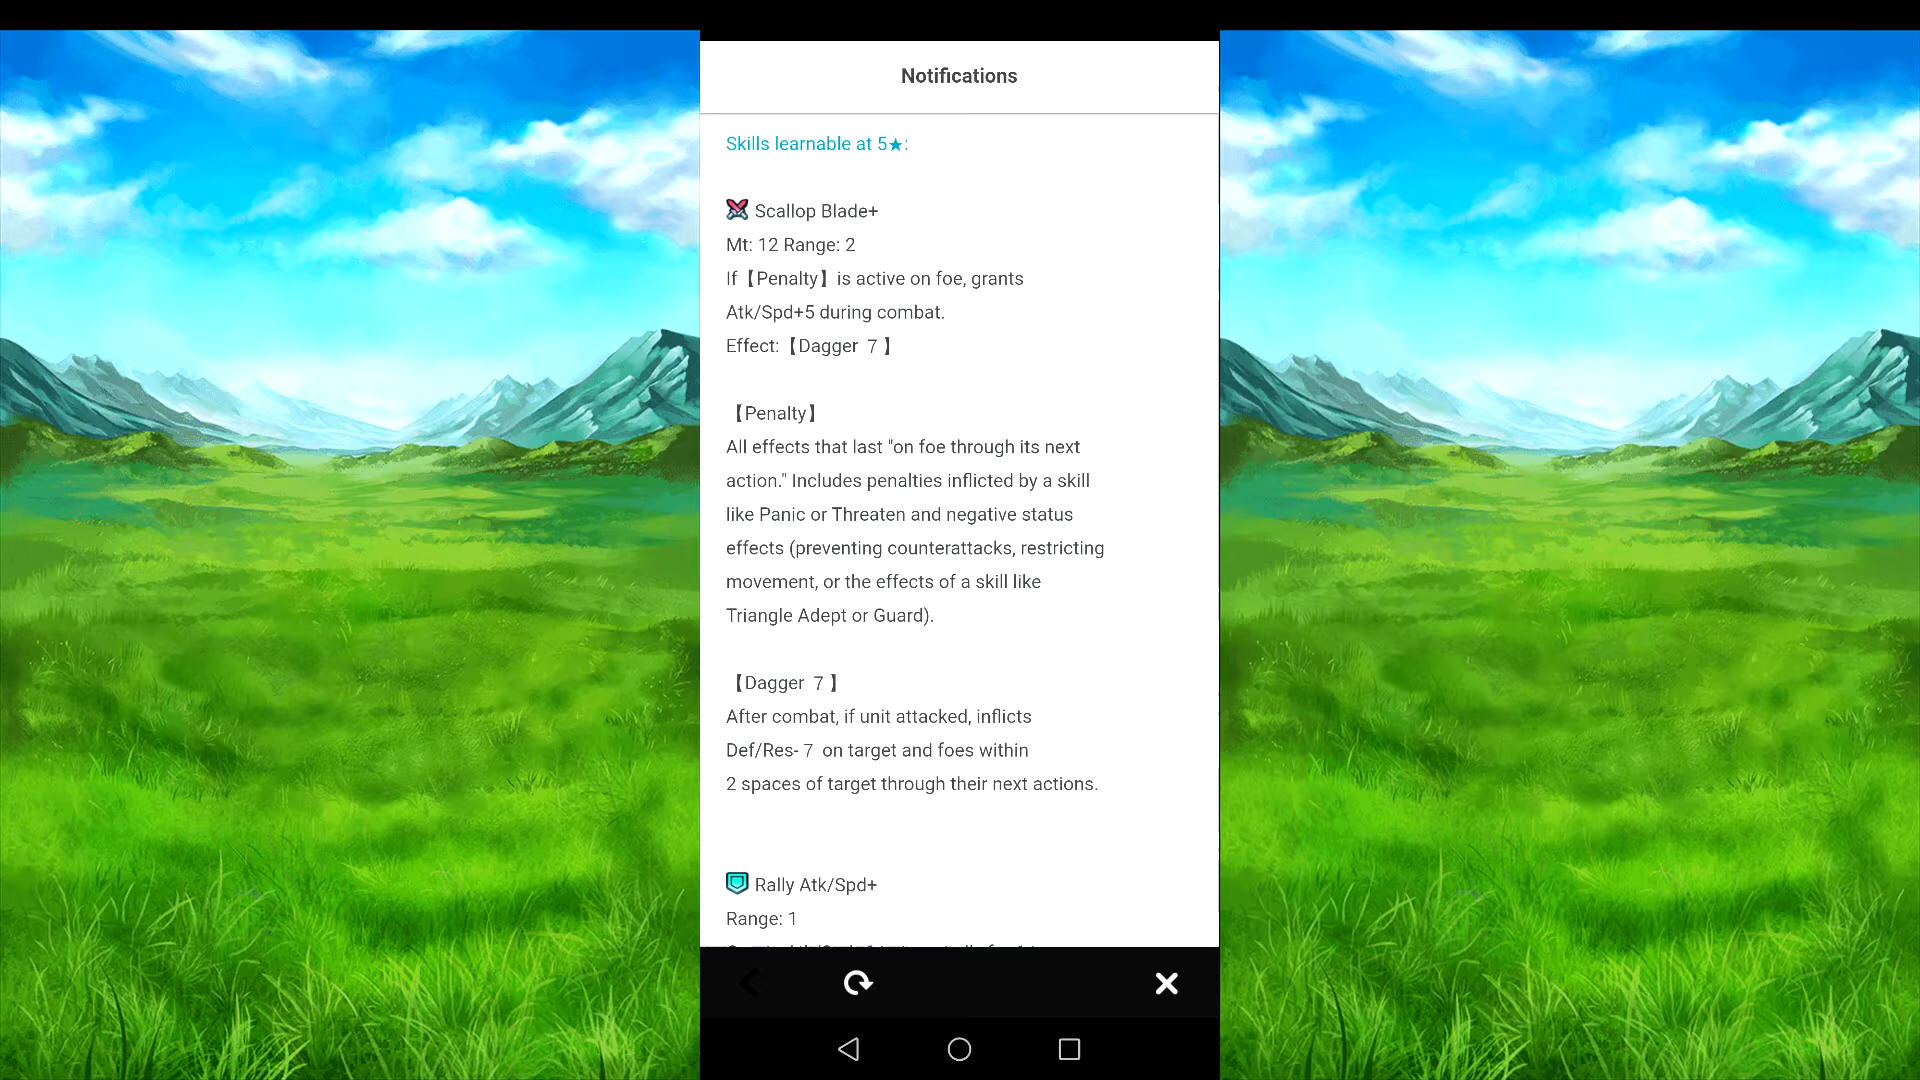 Notifications
Skills learnable at 5★:
Scallop Blade+
Mt: 12 Range: 2
If【Penalty】is active on foe, grants
Atk/Spd+5 during combat.
Effect:【Dagger 7 】
【Penalty】
All effects that last "on foe through its next
action." Includes penalties inflicted by a skill
like Panic or Threaten and negative status
effects (preventing counterattacks, restricting
movement, or the effects of a skill like
Triangle Adept or Guard).
【Dagger 7 】
After combat, if unit attacked, inflicts
Def/Res- 7 on target and foes within
2 spaces of target through their next actions.
Rally Atk/Spd+
Range: 1